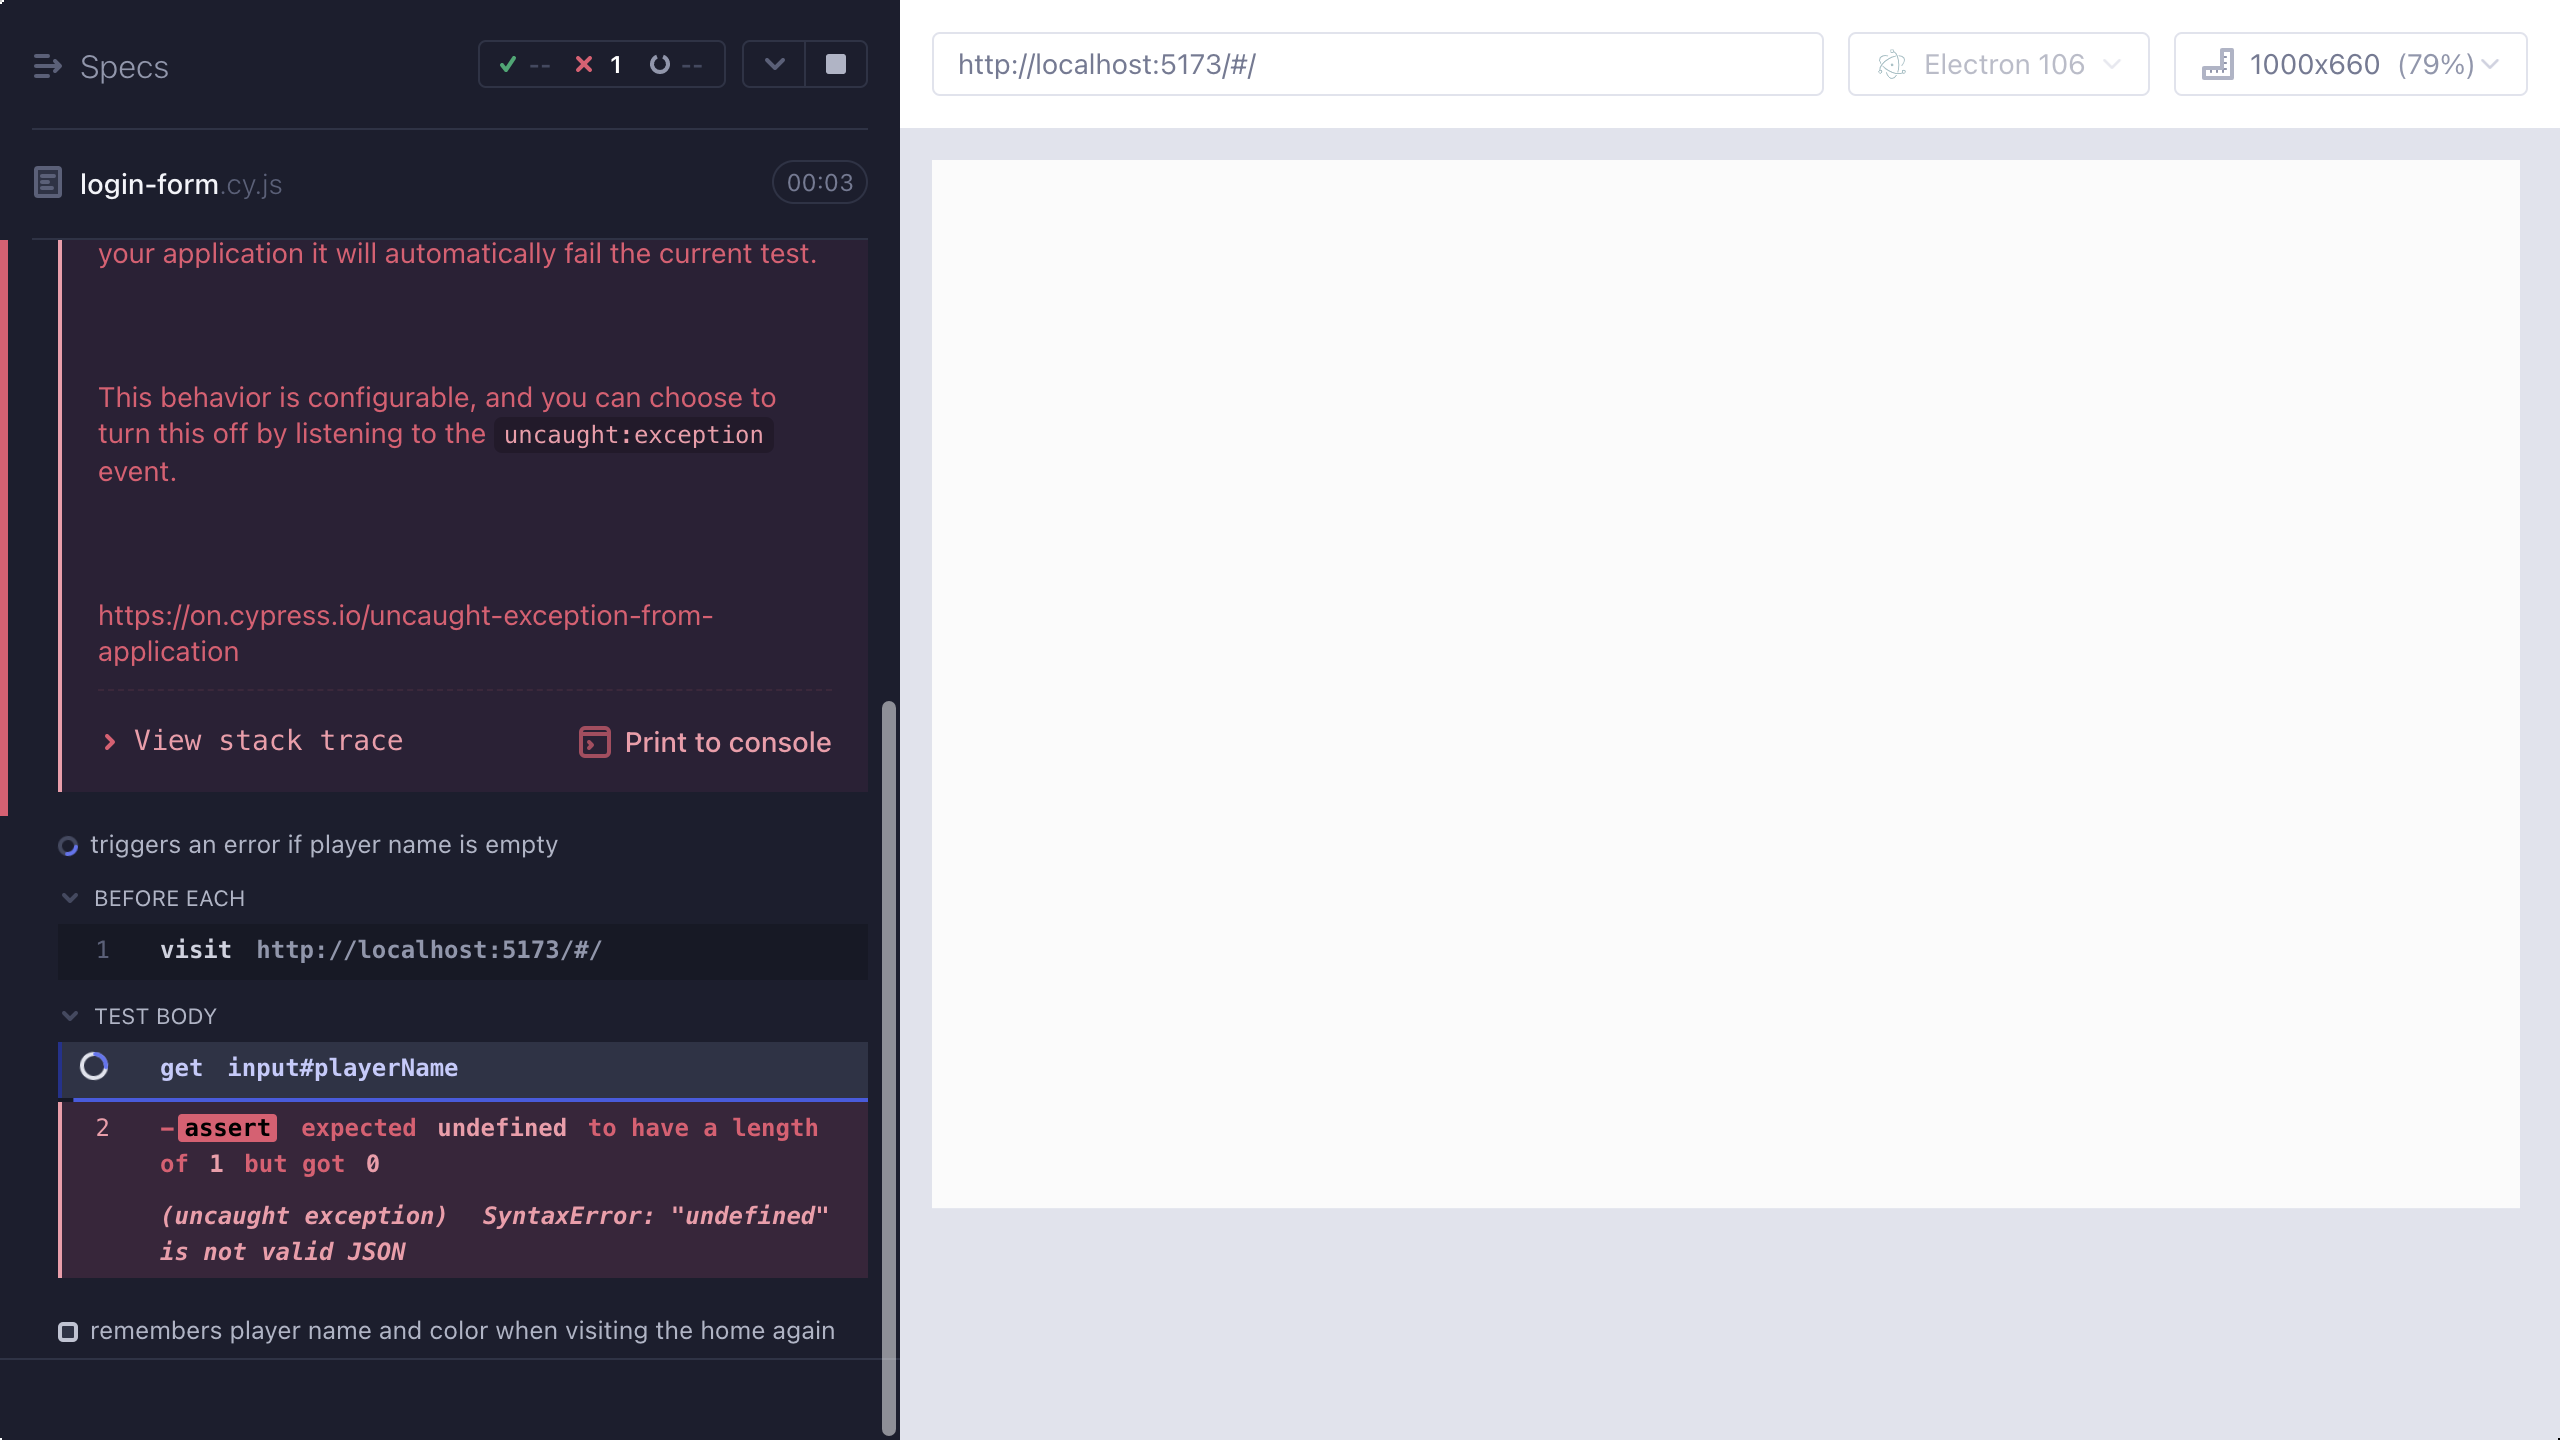 Specs
-- 1 --
http://localhost:5173/#/
Electron 106
1000x660 (79%)
login-form.cy.js
00:03
your application it will automatically fail the current test.
This behavior is configurable, and you can choose to
turn this off by listening to the uncaught:exception
event.
https://on.cypress.io/uncaught-exception-from-
application
View stack trace
Print to console
triggers an error if player name is empty
BEFORE EACH
1 visit http://localhost:5173/#/
TEST BODY
get input#playerName
2 -assert expected undefined to have a length
of 1 but got 0
(uncaught exception) SyntaxError: "undefined"
is not valid JSON
remembers player name and color when visiting the home again